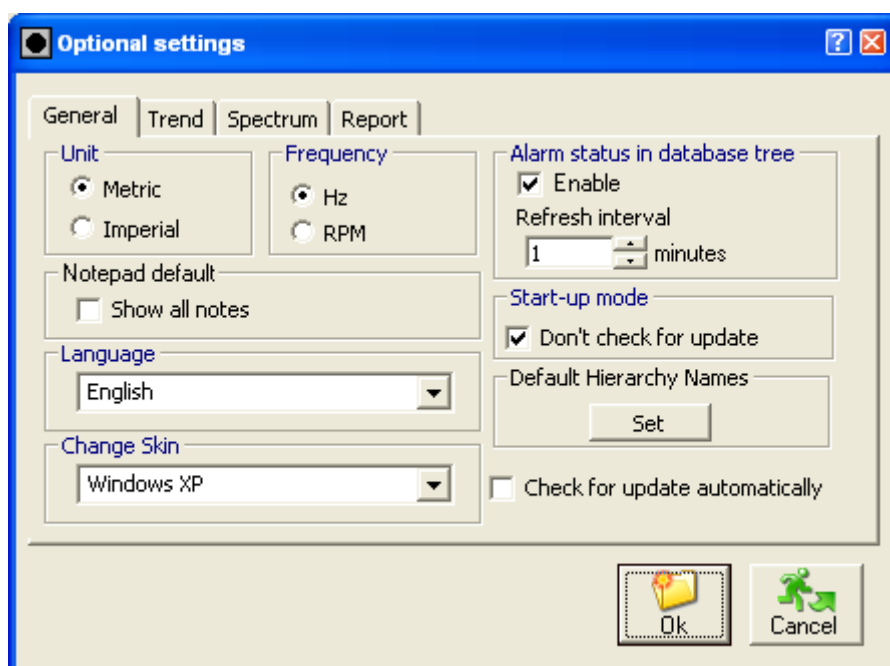 Optional settings
General
Trend
Spectrum
Report
Unit
Metric
Imperial
Frequency
Hz
RPM
Notepad default
Show all notes
Language
English
Change Skin
Windows XP
Alarm status in database tree
Enable
Refresh interval
1 minutes
Start-up mode
Don't check for update
Default Hierarchy Names
Set
Check for update automatically
Ok
Cancel